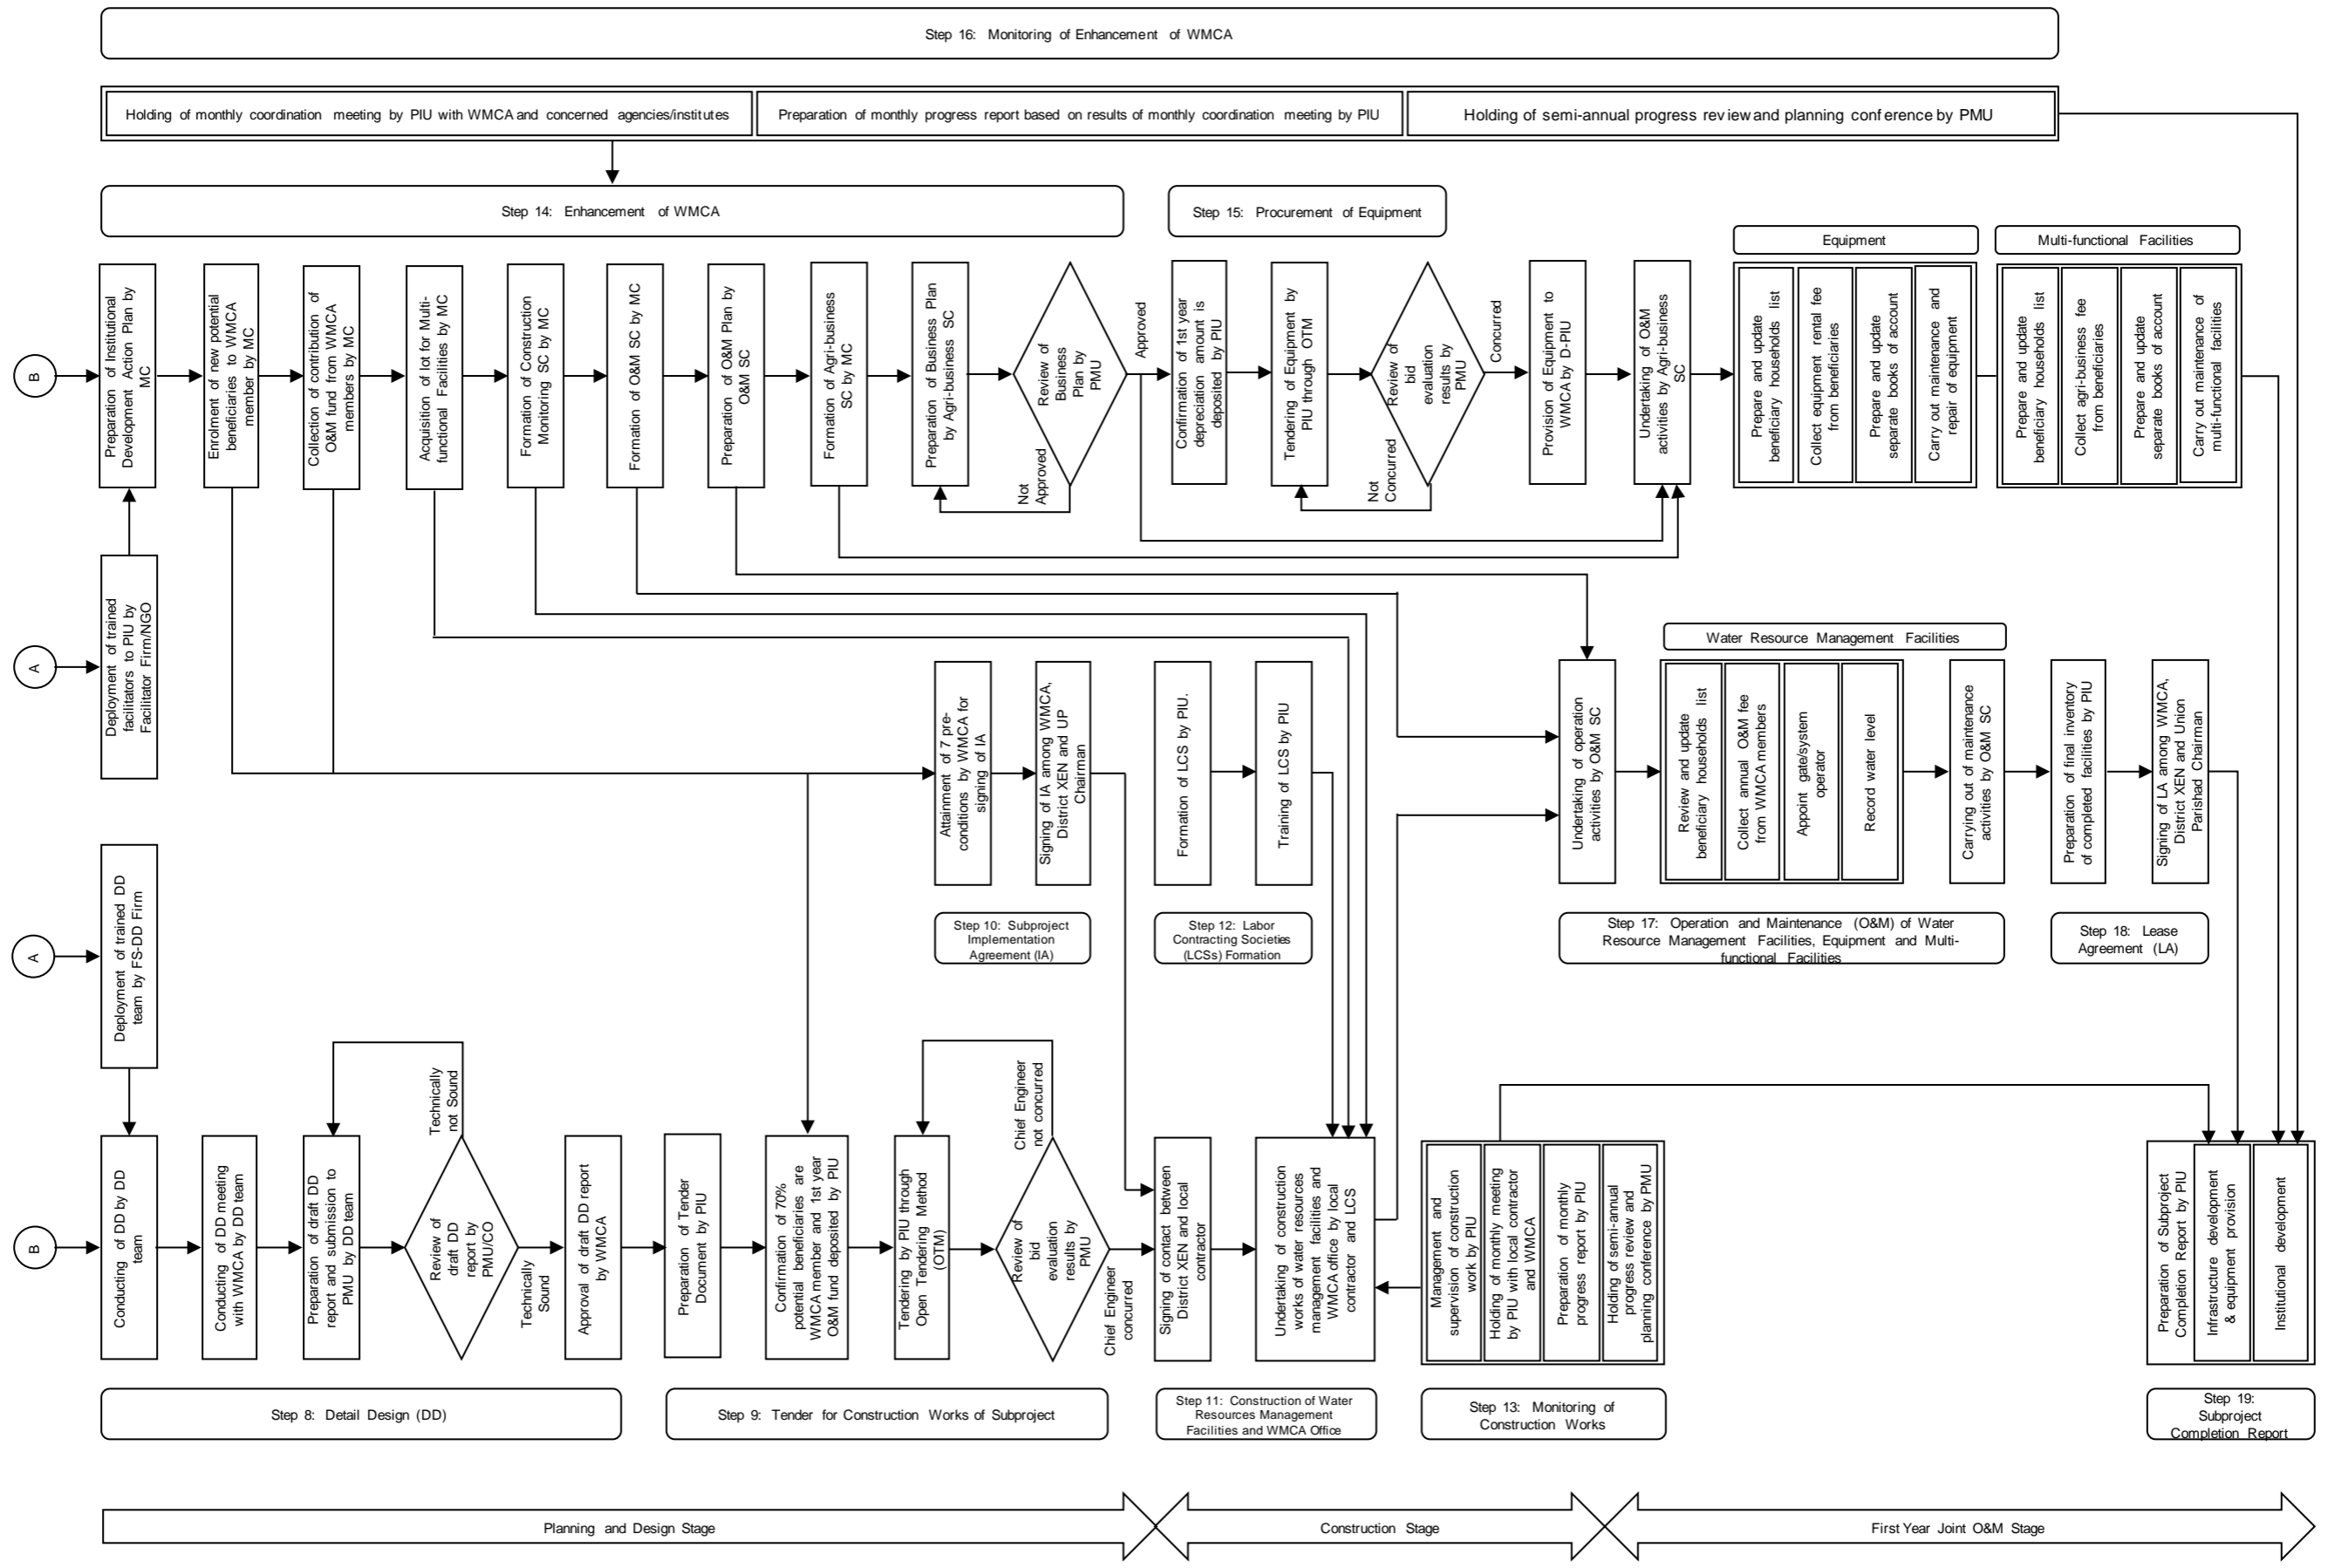 Step 16: Monitoring of Enhancement of WMCA
Holding of monthly coordination meeting by PIU with WMCA and concerned agencies/institutes
Preparation of monthly progress report based on results of monthly coordination meeting by PIU
Holding of semi-annual progress review and planning conference by PMU
Step 14: Enhancement of WMCA
Step 15: Procurement of Equipment
Equipment
Multi-functional Facilities
B
Preparation of Institutional
Development Action Plan by
MC
Enrolment of new potential
beneficiaries to WMCA
member by MC
Collection of contribution of
O&M fund from WMCA
members by MC
Acquisition of lot for Multi-
functional Facilities by MC
Formation of Construction
Monitoring SC by MC
Formation of O&M SC by MC
Preparation of O&M Plan by
O&M SC
Formation of Agri-business
SC by MC
Preparation of Business Plan
by Agri-business SC
Review of
Business
Plan by
PMU
Not
Approved
Approved
Confirmation of 1st year
depreciation amount is
deposited by PIU
Tendering of Equipment by
PIU through OTM
Review of
bid
evaluation
results by
PMU
Not
Concurred
Concurred
Provision of Equipment to
WMCA by D-PIU
Undertaking of O&M
activities by Agri-business
SC
Prepare and update
beneficiary households list
Collect equipment rental fee
from beneficiaries
Prepare and update
separate books of account
Carry out maintenance and
repair of equipment
Prepare and update
beneficiary households list
Collect agri-business fee
from beneficiaries
Prepare and update
separate books of account
Carry out maintenance of
multi-functional facilities
A
Deployment of trained
facilitators to PIU by
Facilitator Firm/NGO
Water Resource Management Facilities
Attainment of 7 pre-
conditions by WMCA for
signing of IA
Signing of IA among WMCA,
District XEN and UP
Chairman
Formation of LCS by PIU.
Training of LCS by PIU
Undertaking of operation
activities by O&M SC
Review and update
beneficiary households list
Collect annual O&M fee
from WMCA members
Appoint gate/system
operator
Record water level
Carrying out of maintenance
activities by O&M SC
Preparation of final inventory
of completed facilities by PIU
Signing of LA among WMCA,
District XEN and Union
Parishad Chairman
A
Deployment of trained DD
team by FS-DD Firm
Step 10: Subproject
Implementation
Agreement (IA)
Step 12: Labor
Contracting Societies
(LCSs) Formation
Step 17: Operation and Maintenance (O&M) of Water
Resource Management Facilities, Equipment and Multi-
functional Facilities
Step 18: Lease
Agreement (LA)
B
Conducting of DD by DD
team
Conducting of DD meeting
with WMCA by DD team
Preparation of draft DD
report and submission to
PMU by DD team
Review of
draft DD
report by
PMU/CO
Technically
not Sound
Technically
Sound
Approval of draft DD report
by WMCA
Preparation of Tender
Document by PIU
Confirmation of 70%
potential beneficiaries are
WMCA member and 1st year
O&M fund deposited by PIU
Tendering by PIU through
Open Tendering Method
(OTM)
Review of
bid
evaluation
results by
PMU
Chief Engineer
not concurred
Chief Engineer
concurred
Signing of contact between
District XEN and local
contractor
Undertaking of construction
works of water resources
management facilities and
WMCA office by local
contractor and LCS
Management and
supervision of construction
work by PIU
Holding of monthly meeting
by PIU with local contractor
and WMCA
Preparation of monthly
progress report by PIU
Holding of semi-annual
progress review and
planning conference by PMU
Preparation of Subproject
Completion Report by PIU
Infrastructure development
& equipment provision
Institutional development
Step 8: Detail Design (DD)
Step 9: Tender for Construction Works of Subproject
Step 11: Construction of Water
Resources Management
Facilities and WMCA Office
Step 13: Monitoring of
Construction Works
Step 19:
Subproject
Completion Report
Planning and Design Stage
Construction Stage
First Year Joint O&M Stage